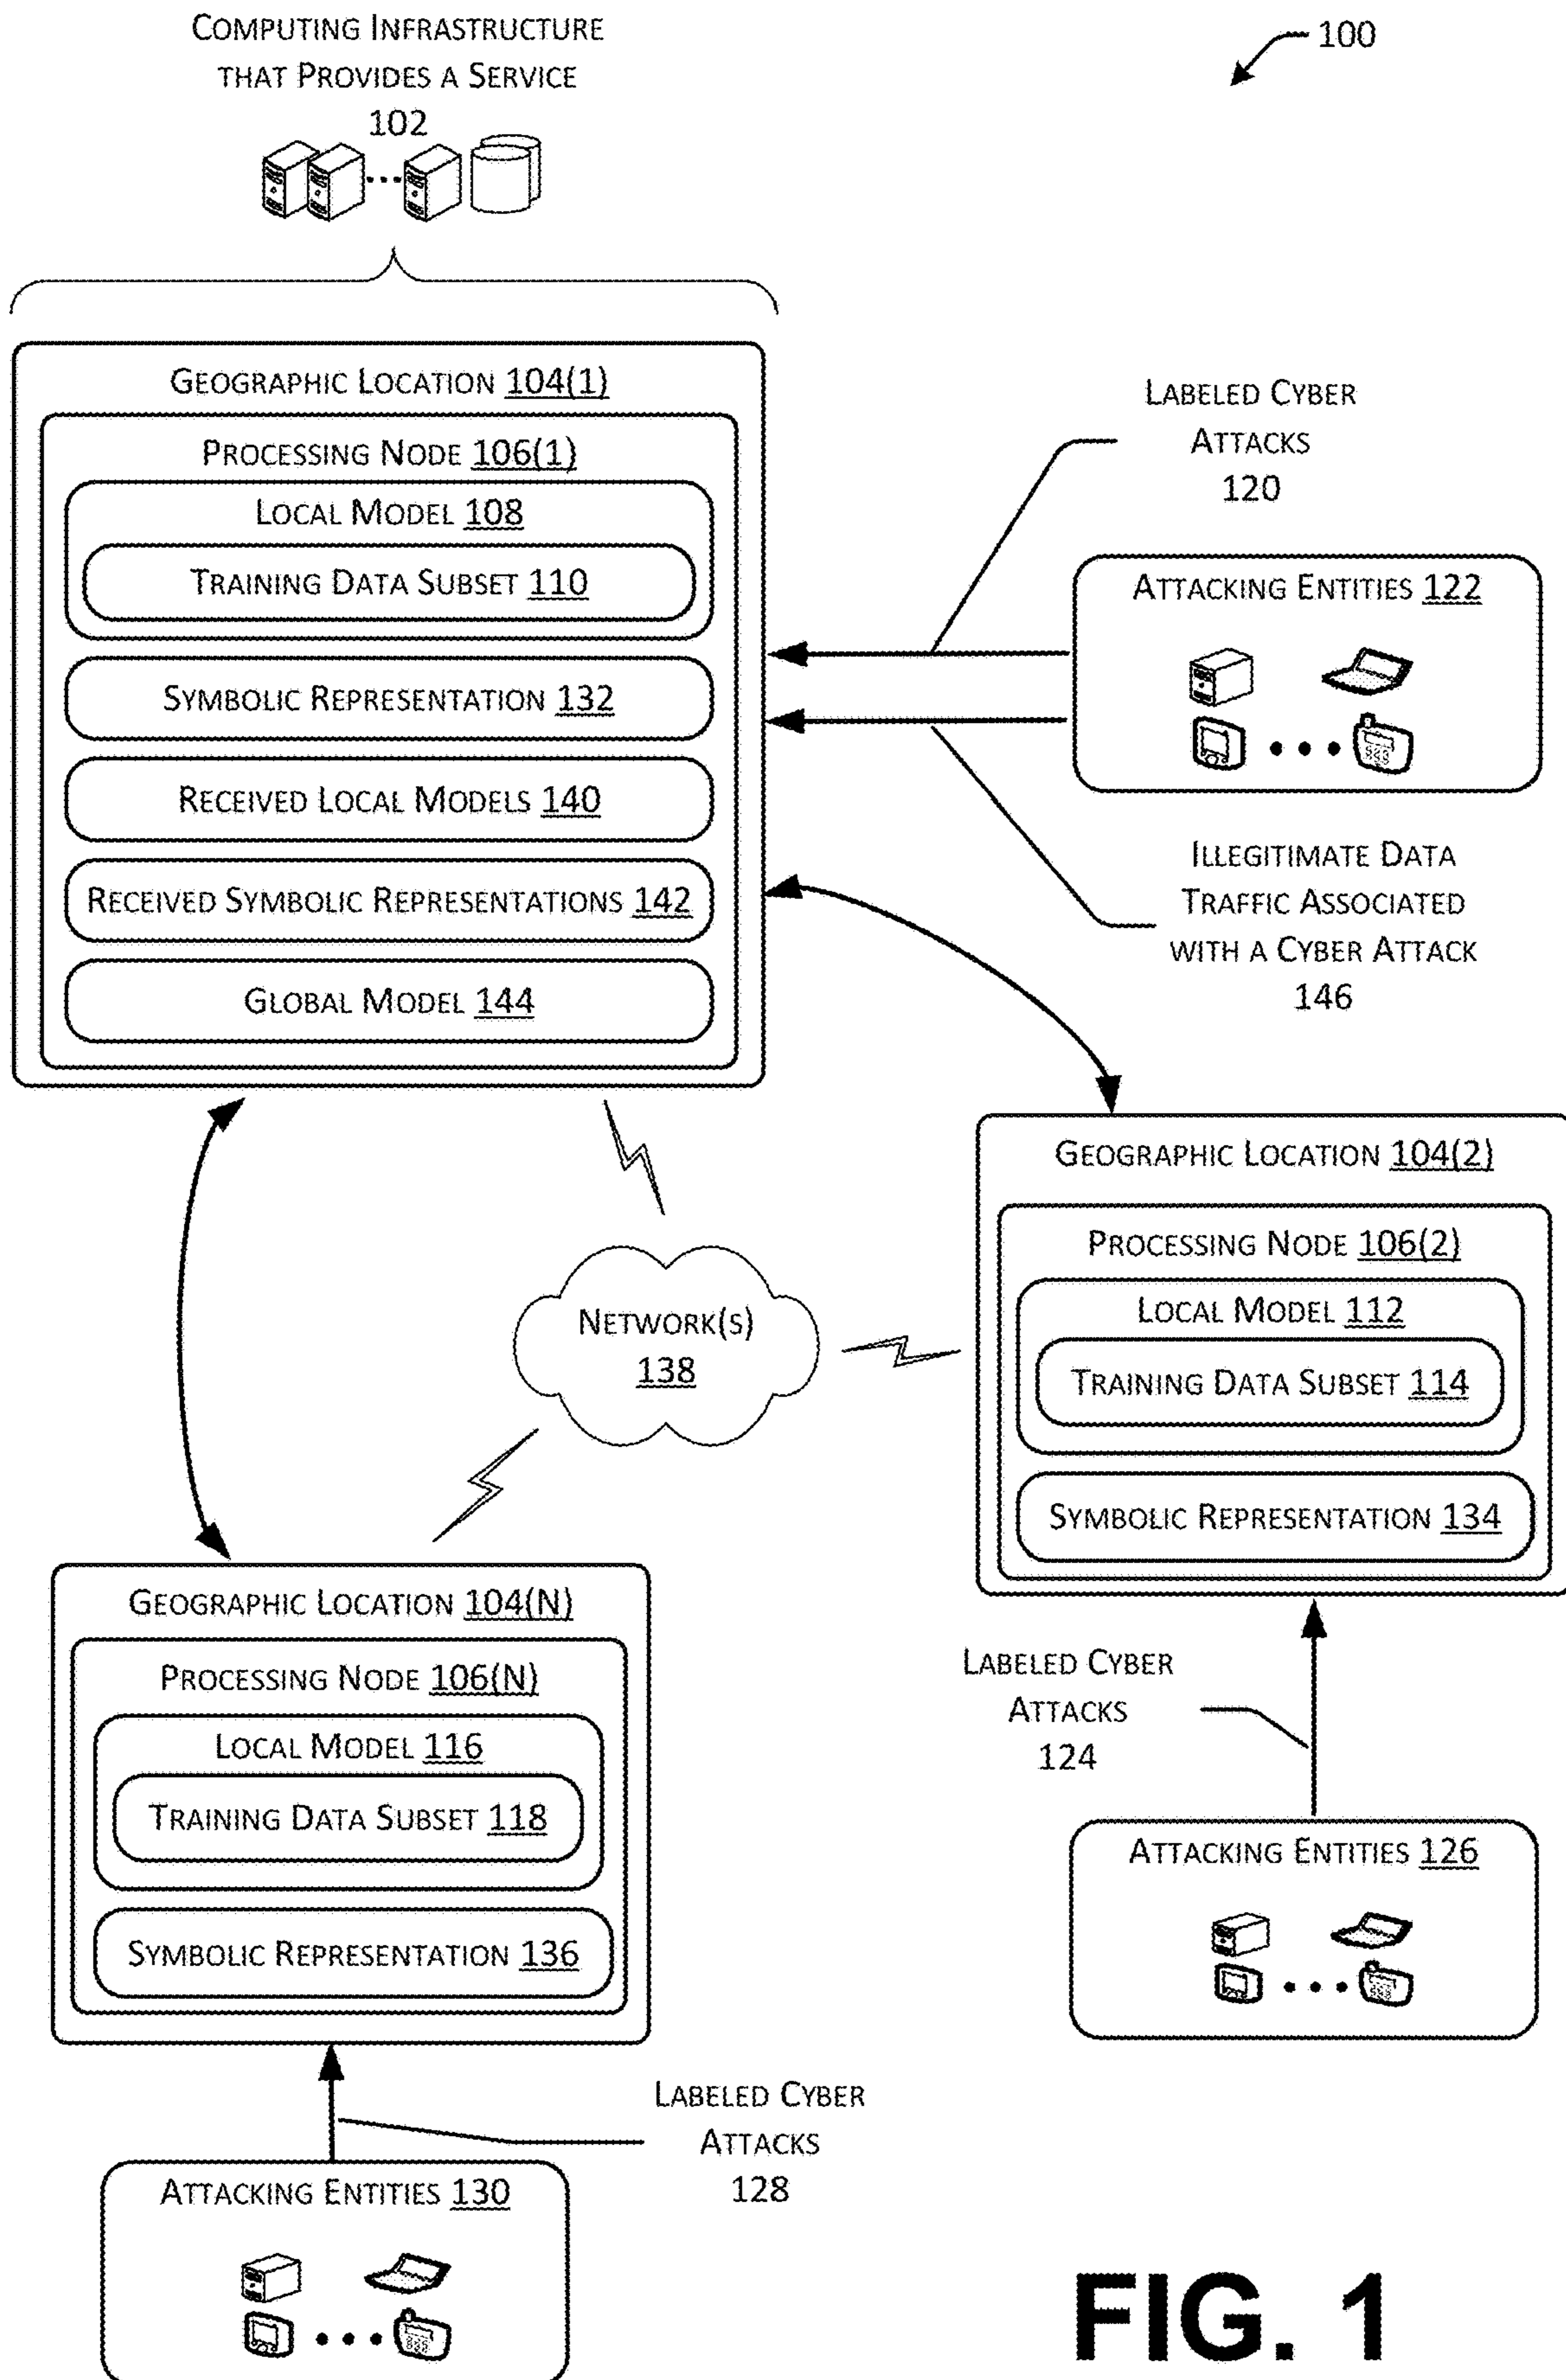 COMPUTING INFRASTRUCTURE
THAT PROVIDES A SERVICE
102
100
GEOGRAPHIC LOCATION 104(1)
PROCESSING NODE 106(1)
LOCAL MODEL 108
TRAINING DATA SUBSET 110
SYMBOLIC REPRESENTATION 132
RECEIVED LOCAL MODELS 140
RECEIVED SYMBOLIC REPRESENTATIONS 142
GLOBAL MODEL 144
LABELED CYBER
ATTACKS
120
ATTACKING ENTITIES 122
ILLEGITIMATE DATA
TRAFFIC ASSOCIATED
WITH A CYBER ATTACK
146
GEOGRAPHIC LOCATION 104(2)
PROCESSING NODE 106(2)
LOCAL MODEL 112
TRAINING DATA SUBSET 114
SYMBOLIC REPRESENTATION 134
NETWORK(S)
138
GEOGRAPHIC LOCATION 104(N)
PROCESSING NODE 106(N)
LOCAL MODEL 116
TRAINING DATA SUBSET 118
SYMBOLIC REPRESENTATION 136
LABELED CYBER
ATTACKS
124
ATTACKING ENTITIES 126
LABELED CYBER
ATTACKS
128
ATTACKING ENTITIES 130
FIG. 1